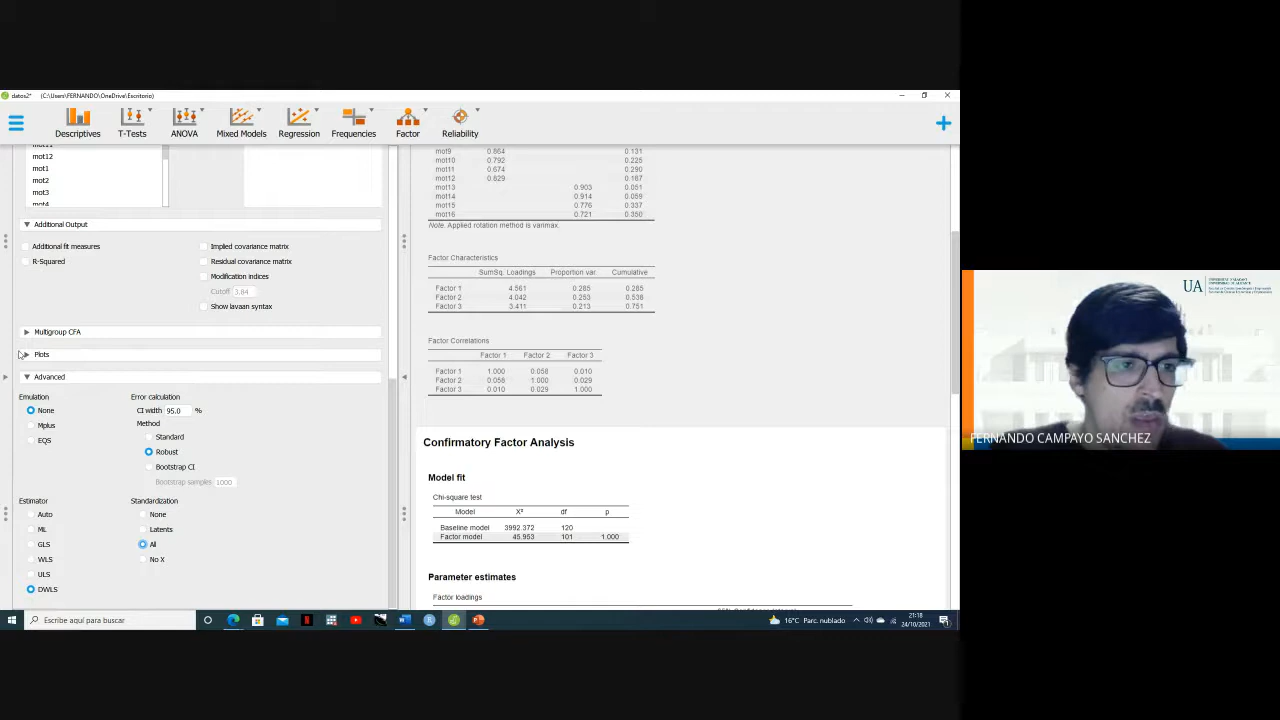 datos2* (C:\Users\FERNANDO\OneDrive\Escritorio)
Descriptives T-Tests ANOVA Mixed Models Regression Frequencies Factor Reliability
mot11
mot12
mot1
mot2
mot3
mot4
Additional Output
Additional fit measures
R-Squared
Implied covariance matrix
Residual covariance matrix
Modification indices
Cutoff 3.84
Show lavaan syntax
Multigroup CFA
Plots
Advanced
Emulation
None
Mplus
EQS
Error calculation
CI width 95.0 %
Method
Standard
Robust
Bootstrap CI
Bootstrap samples 1000
Estimator
Auto
ML
GLS
WLS
ULS
DWLS
Standardization
None
Latents
All
No X
mot9 0.864 0.131
mot10 0.792 0.225
mot11 0.674 0.290
mot12 0.829 0.187
mot13 0.903 0.051
mot14 0.914 0.059
mot15 0.776 0.337
mot16 0.721 0.350
Note. Applied rotation method is varimax.
Factor Characteristics
SumSq. Loadings Proportion var. Cumulative
Factor 1 4.561 0.285 0.285
Factor 2 4.042 0.253 0.538
Factor 3 3.411 0.213 0.751
Factor Correlations
Factor 1 Factor 2 Factor 3
Factor 1 1.000 0.058 0.010
Factor 2 0.058 1.000 0.029
Factor 3 0.010 0.029 1.000
Confirmatory Factor Analysis
Model fit
Chi-square test
Model X² df p
Baseline model 3992.372 120
Factor model 45.953 101 1.000
Parameter estimates
Factor loadings
Escribe aquí para buscar
16°C Parc. nublado
21:18
24/10/2021
UA
FERNANDO CAMPAYO SANCHEZ